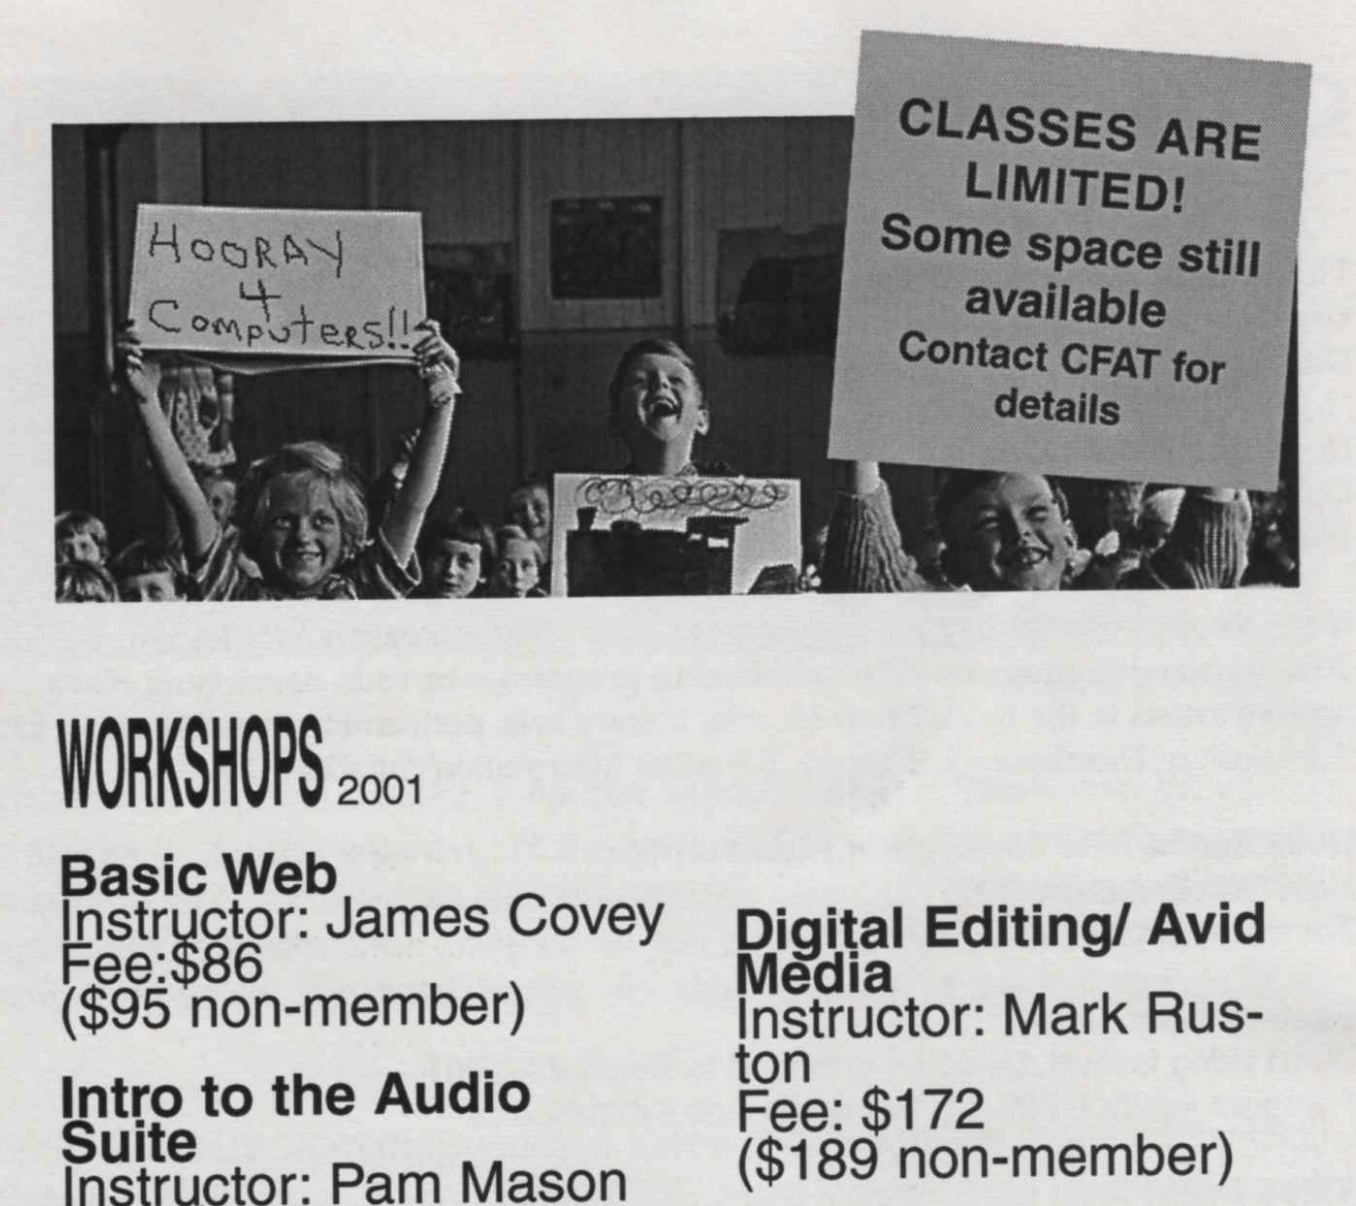 CLASSES ARE
LIMITED!
Some space still
available
Contact CFAT for
details
HOORAY
4
Computers!!
WORKSHOPS 2001
Basic Web
Instructor: James Covey
Fee:$86
($95 non-member)
Intro to the Audio
Suite
Instructor: Pam Mason
Digital Editing/ Avid
Media
Instructor: Mark Rus-
ton
Fee: $172
($189 non-member)